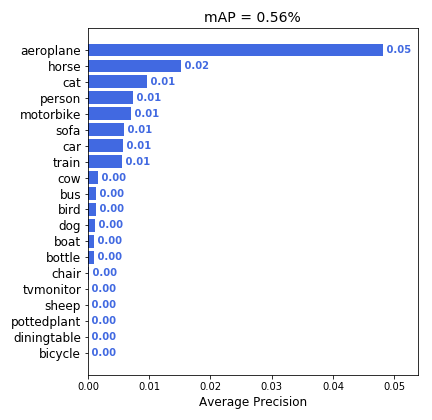 mAP = 0.56%
aeroplane 0.05
horse 0.02
cat 0.01
person 0.01
motorbike 0.01
sofa 0.01
car 0.01
train 0.01
cow 0.00
bus 0.00
bird 0.00
dog 0.00
boat 0.00
bottle 0.00
chair 0.00
tvmonitor 0.00
sheep 0.00
pottedplant 0.00
diningtable 0.00
bicycle 0.00
0.00 0.01 0.02 0.03 0.04 0.05
Average Precision